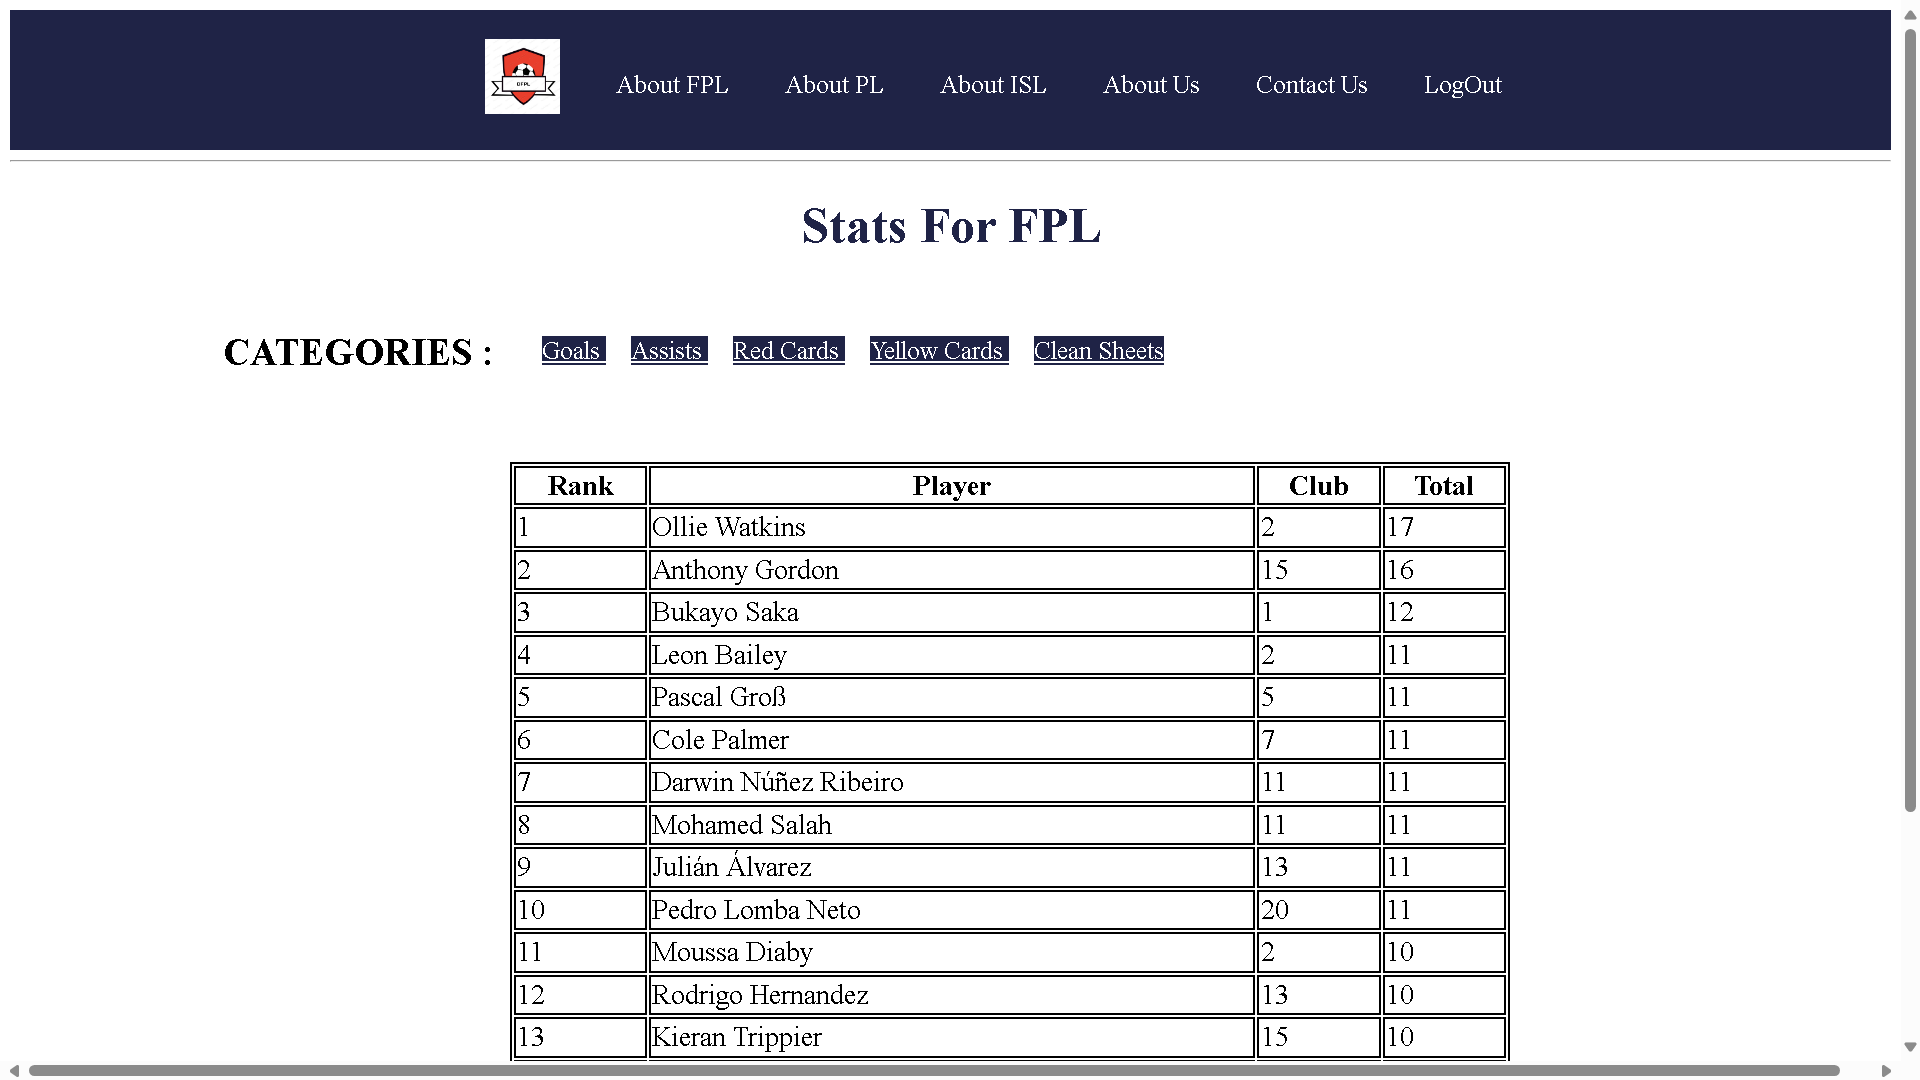 DFPL
About FPL About PL About ISL About Us Contact Us LogOut
Stats For FPL
CATEGORIES : Goals Assists Red Cards Yellow Cards Clean Sheets
Rank Player Club Total
1 Ollie Watkins 2 17
2 Anthony Gordon 15 16
3 Bukayo Saka 1 12
4 Leon Bailey 2 11
5 Pascal Groß 5 11
6 Cole Palmer 7 11
7 Darwin Núñez Ribeiro 11 11
8 Mohamed Salah 11 11
9 Julián Álvarez 13 11
10 Pedro Lomba Neto 20 11
11 Moussa Diaby 2 10
12 Rodrigo Hernandez 13 10
13 Kieran Trippier 15 10